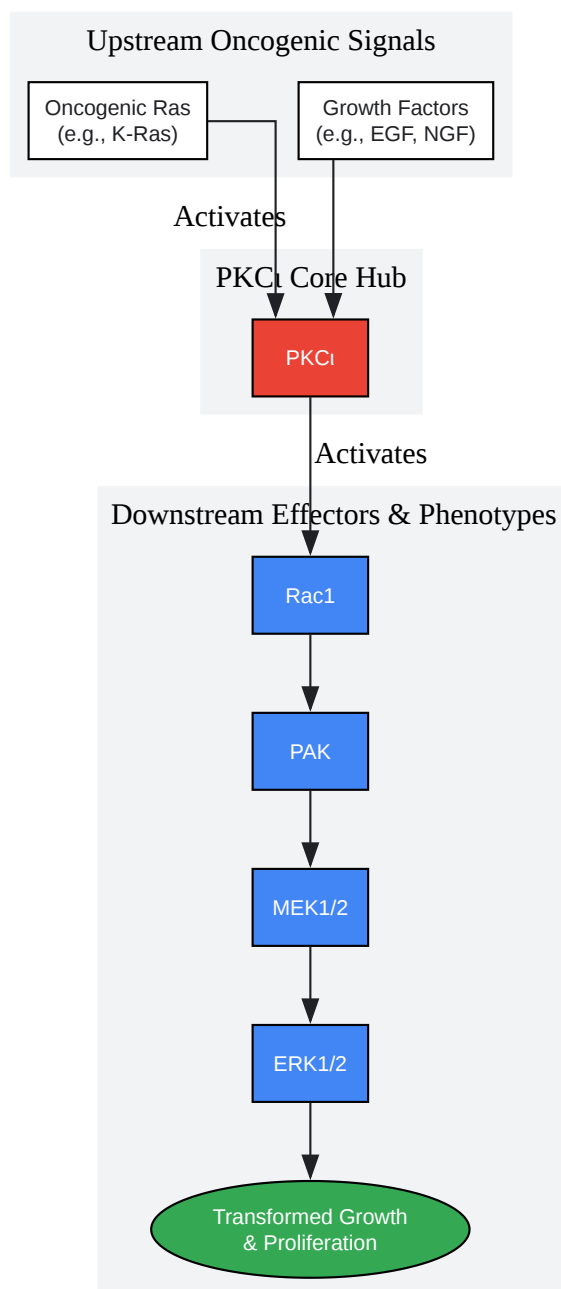 Upstream Oncogenic Signals
Oncogenic Ras
(e.g., K-Ras)
Growth Factors
(e.g., EGF, NGF)
Activates
PKCι Core Hub
PKCι
Activates
Downstream Effectors & Phenotypes
Rac1
PAK
MEK1/2
ERK1/2
Transformed Growth
& Proliferation